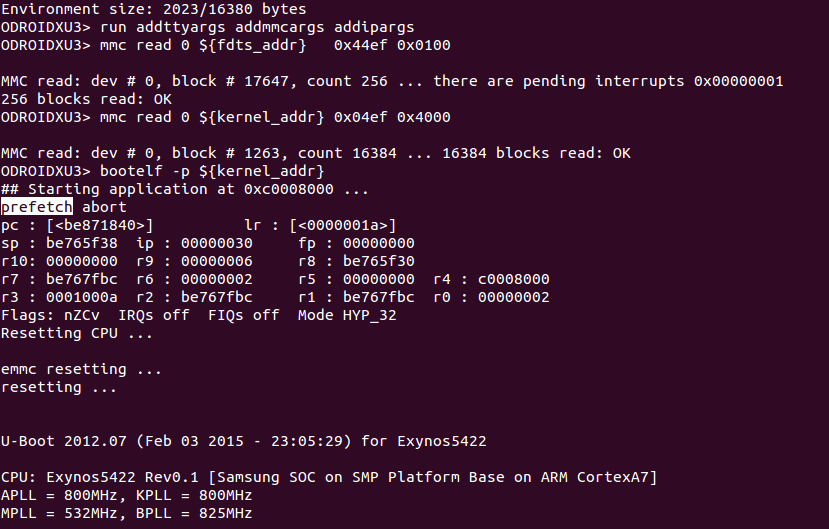 Environment size: 2023/16380 bytes
ODROIDXU3> run addttyargs addmmcargs addipargs
ODROIDXU3> mmc read 0 ${fdts_addr}   0x44ef 0x0100
MMC read: dev # 0, block # 17647, count 256 ... there are pending interrupts 0x00000001
256 blocks read: OK
ODROIDXU3> mmc read 0 ${kernel_addr} 0x04ef 0x4000
MMC read: dev # 0, block # 1263, count 16384 ... 16384 blocks read: OK
ODROIDXU3> bootelf -p ${kernel_addr}
## Starting application at 0xc0008000 ...
prefetch abort
pc : [<be871840>]          lr : [<0000001a>]
sp : be765f38  ip : 00000030     fp : 00000000
r10: 00000000  r9 : 00000006     r8 : be765f30
r7 : be767fbc  r6 : 00000002     r5 : 00000000  r4 : c0008000
r3 : 0001000a  r2 : be767fbc     r1 : be767fbc  r0 : 00000002
Flags: nZCv  IRQs off  FIQs off  Mode HYP_32
Resetting CPU ...
emmc resetting ...
resetting ...
U-Boot 2012.07 (Feb 03 2015 - 23:05:29) for Exynos5422
CPU: Exynos5422 Rev0.1 [Samsung SOC on SMP Platform Base on ARM CortexA7]
APLL = 800MHz, KPLL = 800MHz
MPLL = 532MHz, BPLL = 825MHz